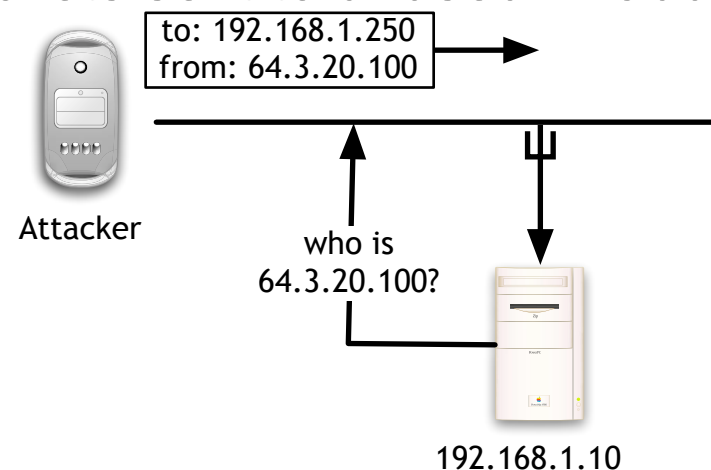 to: 192.168.1.250
from: 64.3.20.100
Attacker
who is
64.3.20.100?
192.168.1.10